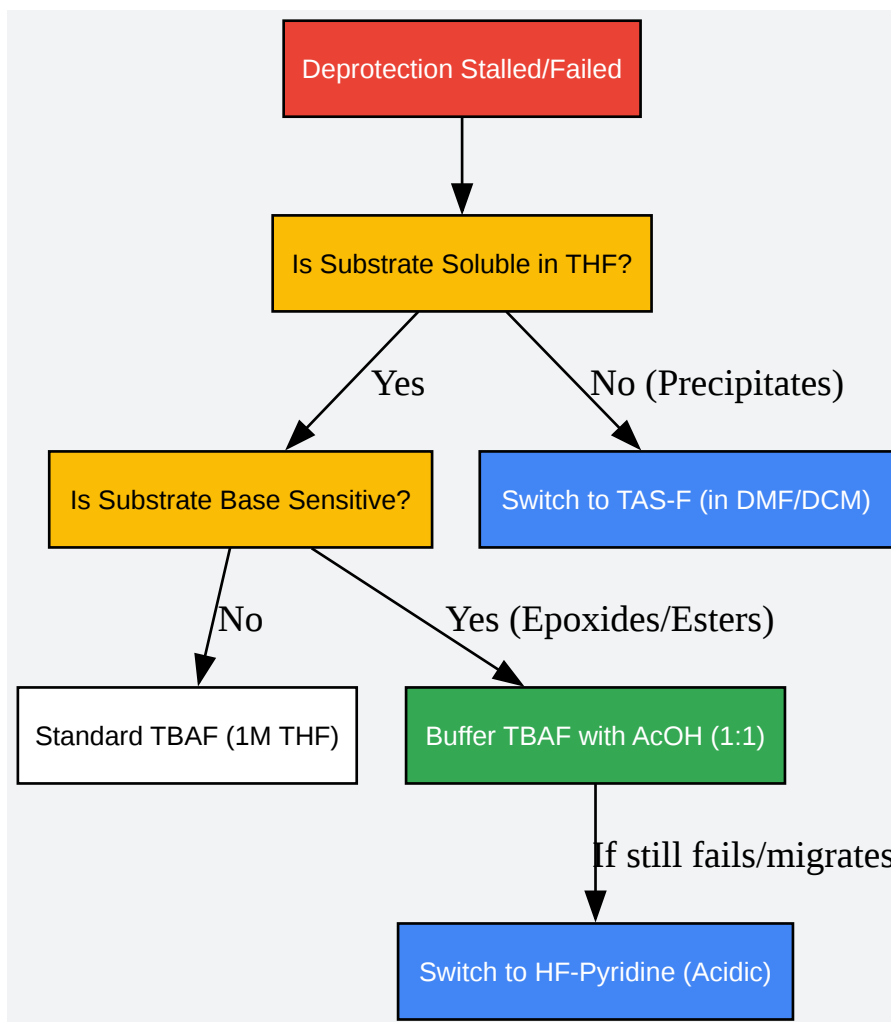 Deprotection Stalled/Failed
Is Substrate Soluble in THF?
Yes
No (Precipitates)
Is Substrate Base Sensitive?
Switch to TAS-F (in DMF/DCM)
No
Yes (Epoxides/Esters)
Standard TBAF (1M THF)
Buffer TBAF with AcOH (1:1)
If still fails/migrates
Switch to HF-Pyridine (Acidic)